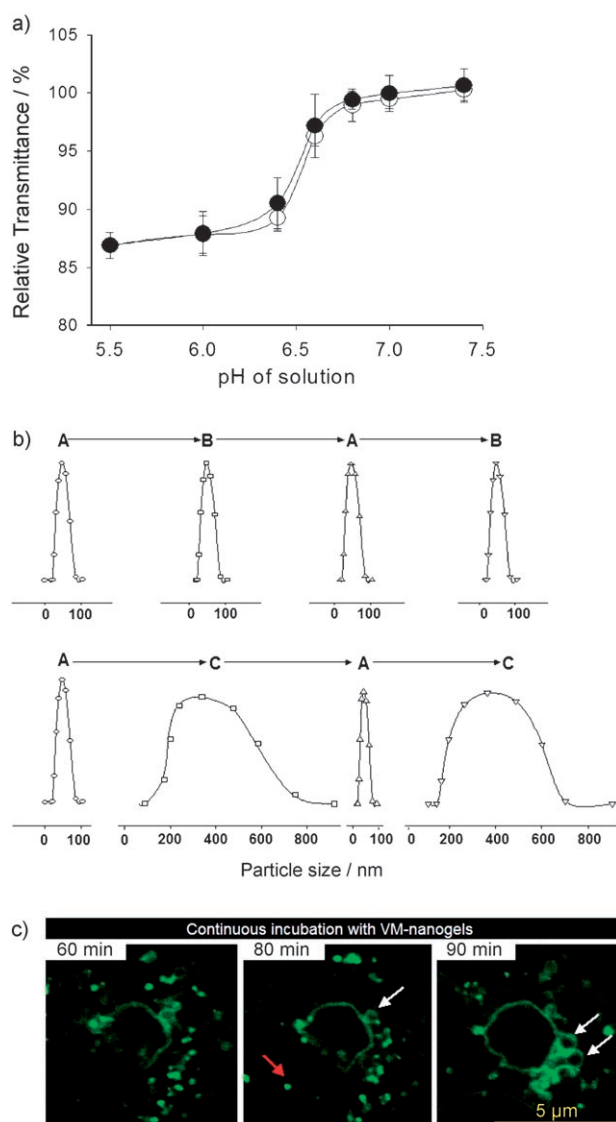 a)
105
100
95
90
85
80
Relative Transmittance / %
5.5 6.0 6.5 7.0 7.5
pH of solution
b)
A B A B
0 100 0 100 0 100 0 100
A C A C
0 100 0 200 400 600 800 0 100 200 400 600 800
Particle size / nm
c)
Continuous incubation with VM-nanogels
60 min 80 min 90 min
5 µm